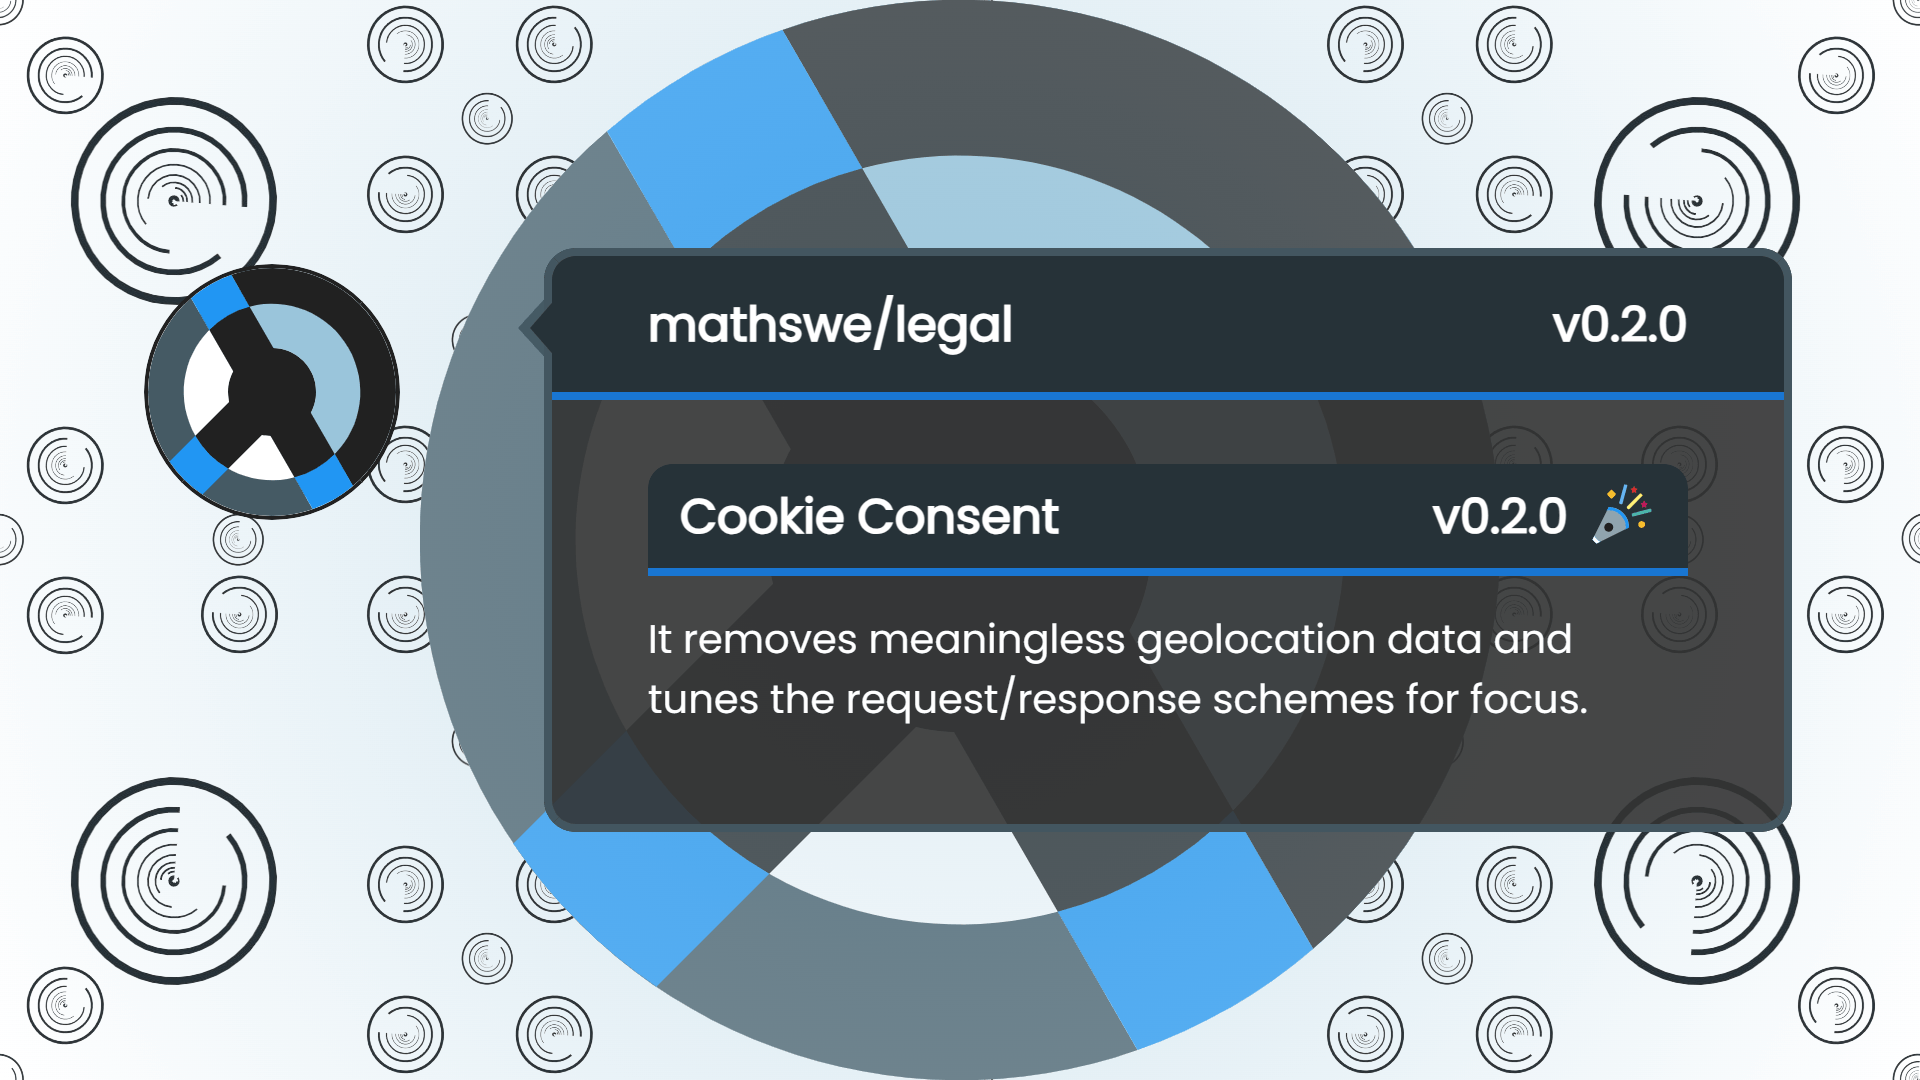 mathswe/legal v0.2.0
Cookie Consent v0.2.0 🎉
It removes meaningless geolocation data and
tunes the request/response schemes for focus.